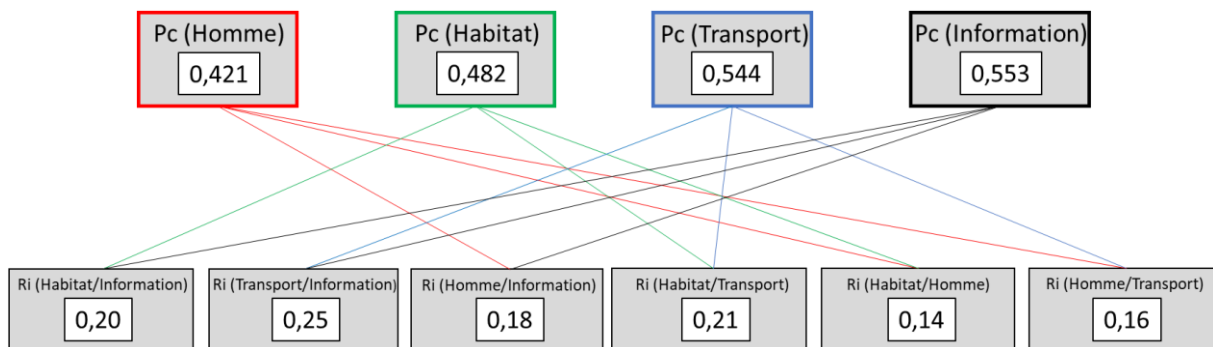 Pc (Homme)
0,421
Pc (Habitat)
0,482
Pc (Transport)
0,544
Pc (Information)
0,553
Ri (Habitat/Information)
0,20
Ri (Transport/Information)
0,25
Ri (Homme/Information)
0,18
Ri (Habitat/Transport)
0,21
Ri (Habitat/Homme)
0,14
Ri (Homme/Transport)
0,16